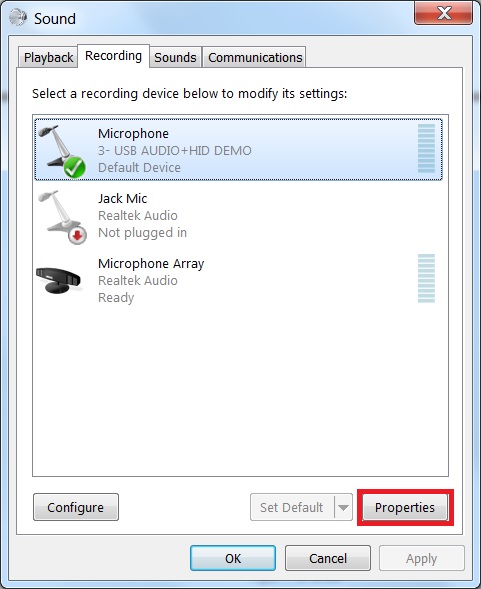 Sound
Playback Recording Sounds Communications
Select a recording device below to modify its settings:
Microphone
3- USB AUDIO+HID DEMO
Default Device
Jack Mic
Realtek Audio
Not plugged in
Microphone Array
Realtek Audio
Ready
Configure Set Default Properties
OK Cancel Apply